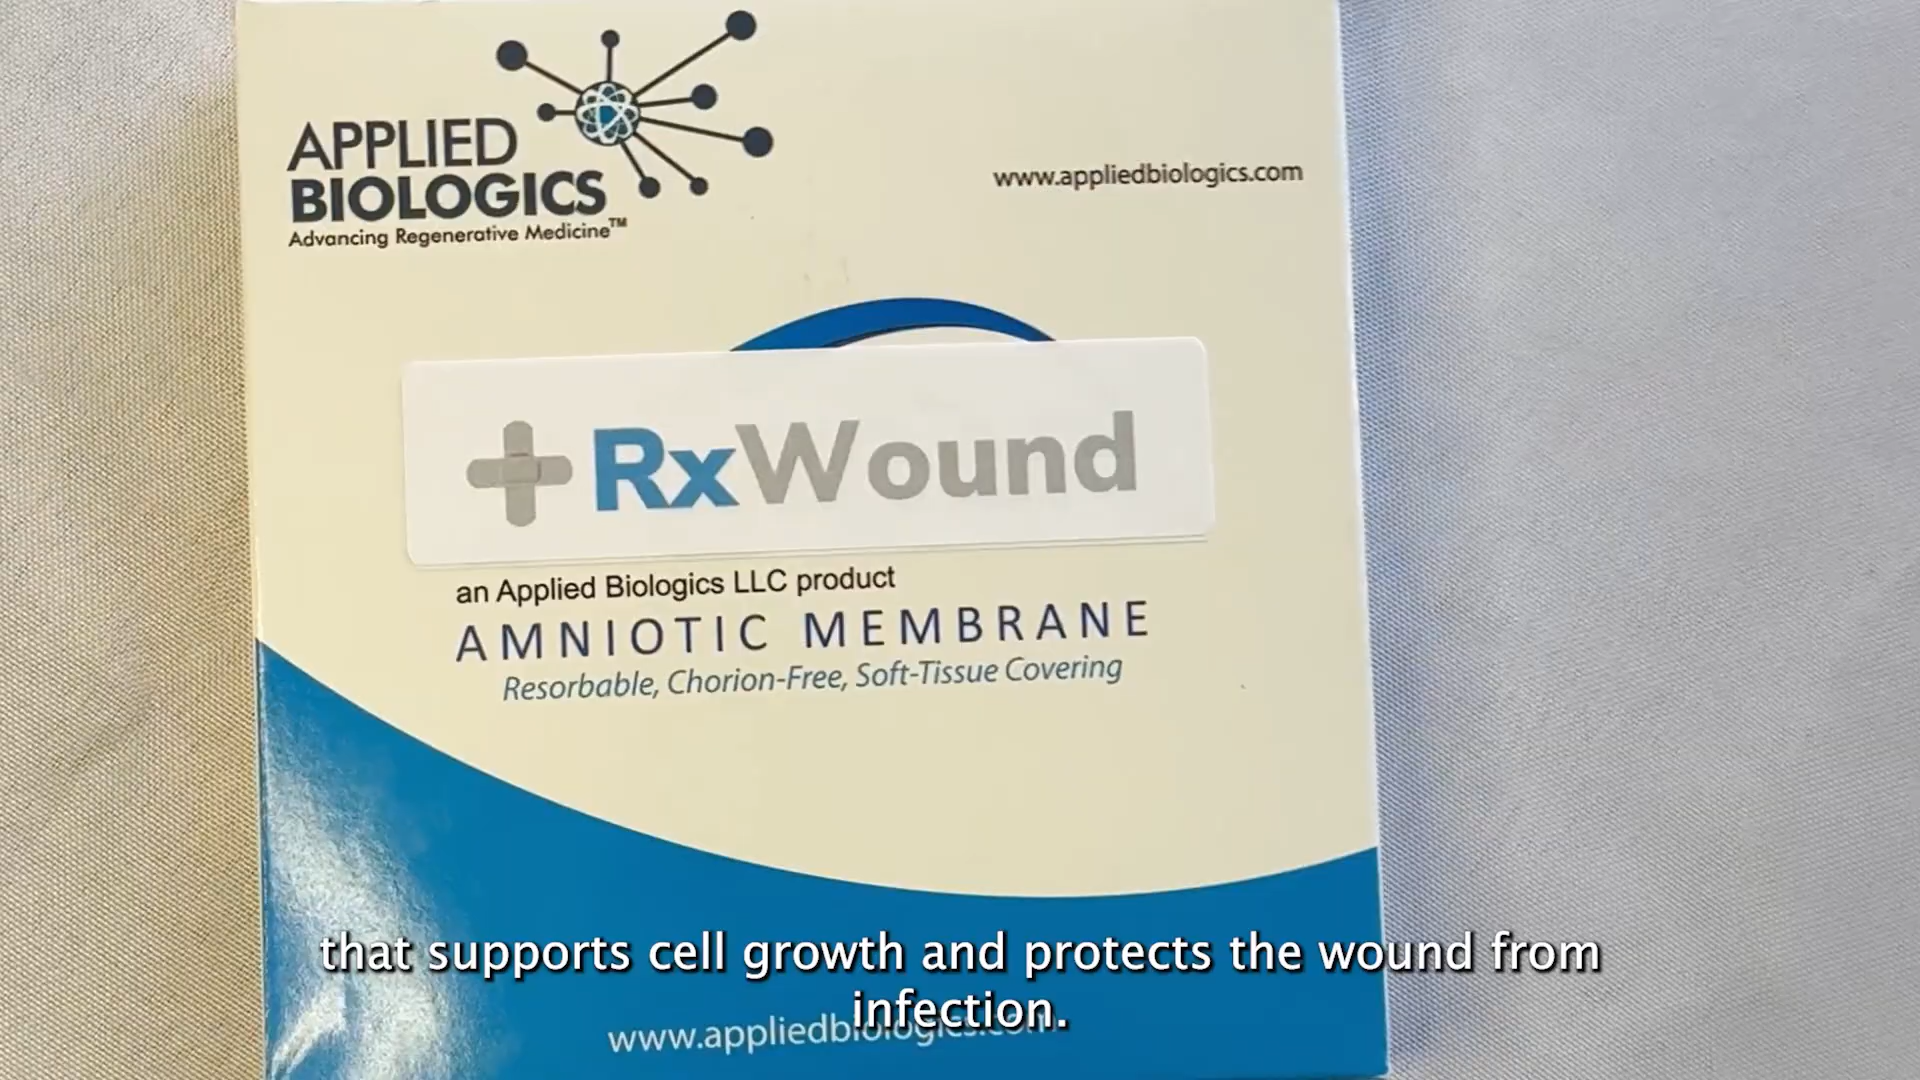 APPLIED
BIOLOGICS
Advancing Regenerative Medicine™
www.appliedbiologics.com
RxWound
an Applied Biologics LLC product
AMNIOTIC MEMBRANE
Resorbable, Chorion-Free, Soft-Tissue Covering
that supports cell growth and protects the wound from
infection.
www.appliedbiologics.com